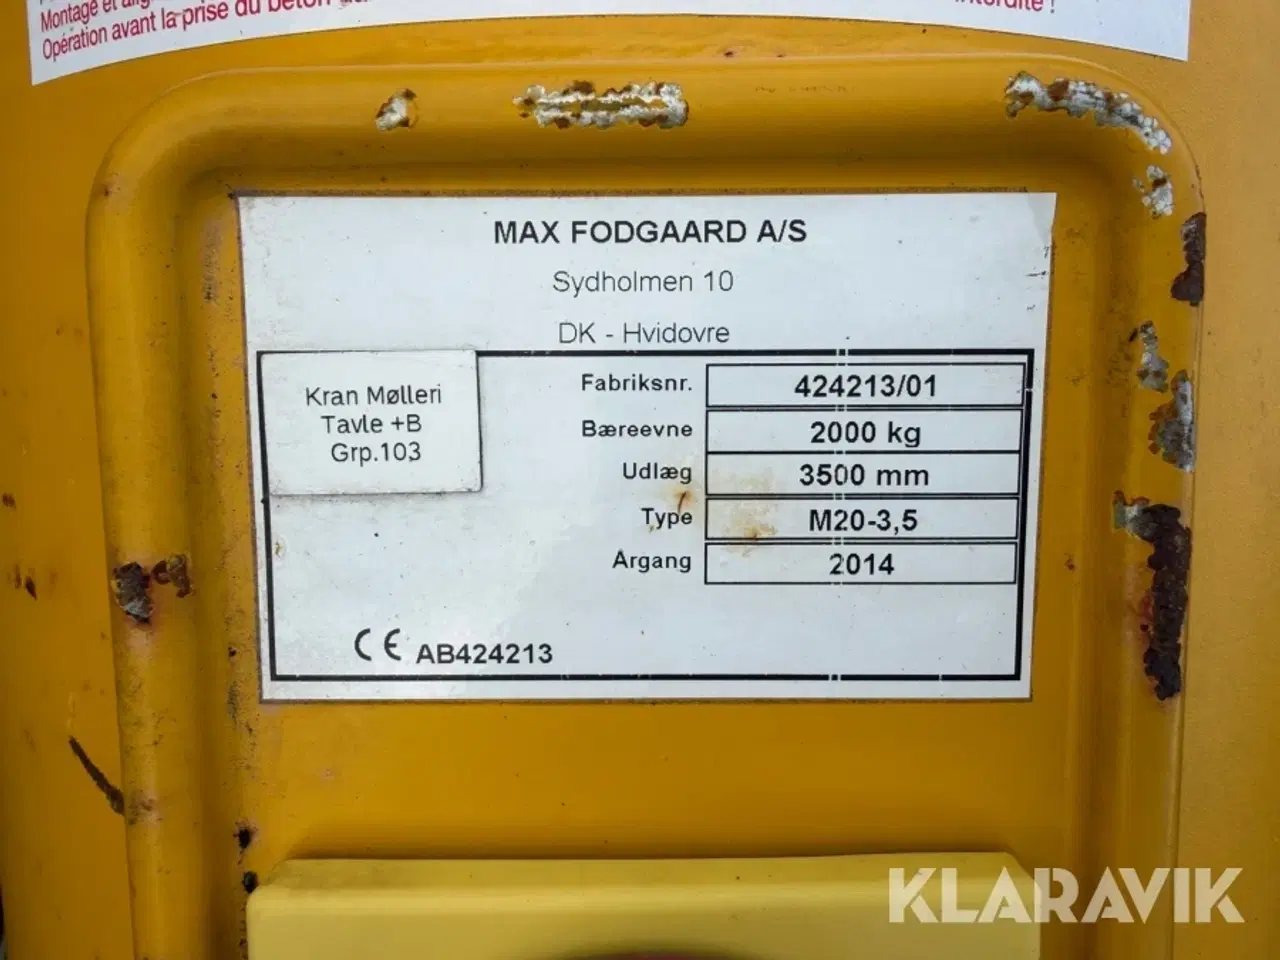 Montage et
Opération avant la prise du béton
interdite !
MAX FODGAARD A/S
Sydholmen 10
DK - Hvidovre
Kran Mølleri
Tavle +B
Grp.103
Fabriksnr. 424213/01
Bæreevne 2000 kg
Udlæg 3500 mm
Type M20-3,5
Årgang 2014
CE AB424213
KLARAVIK